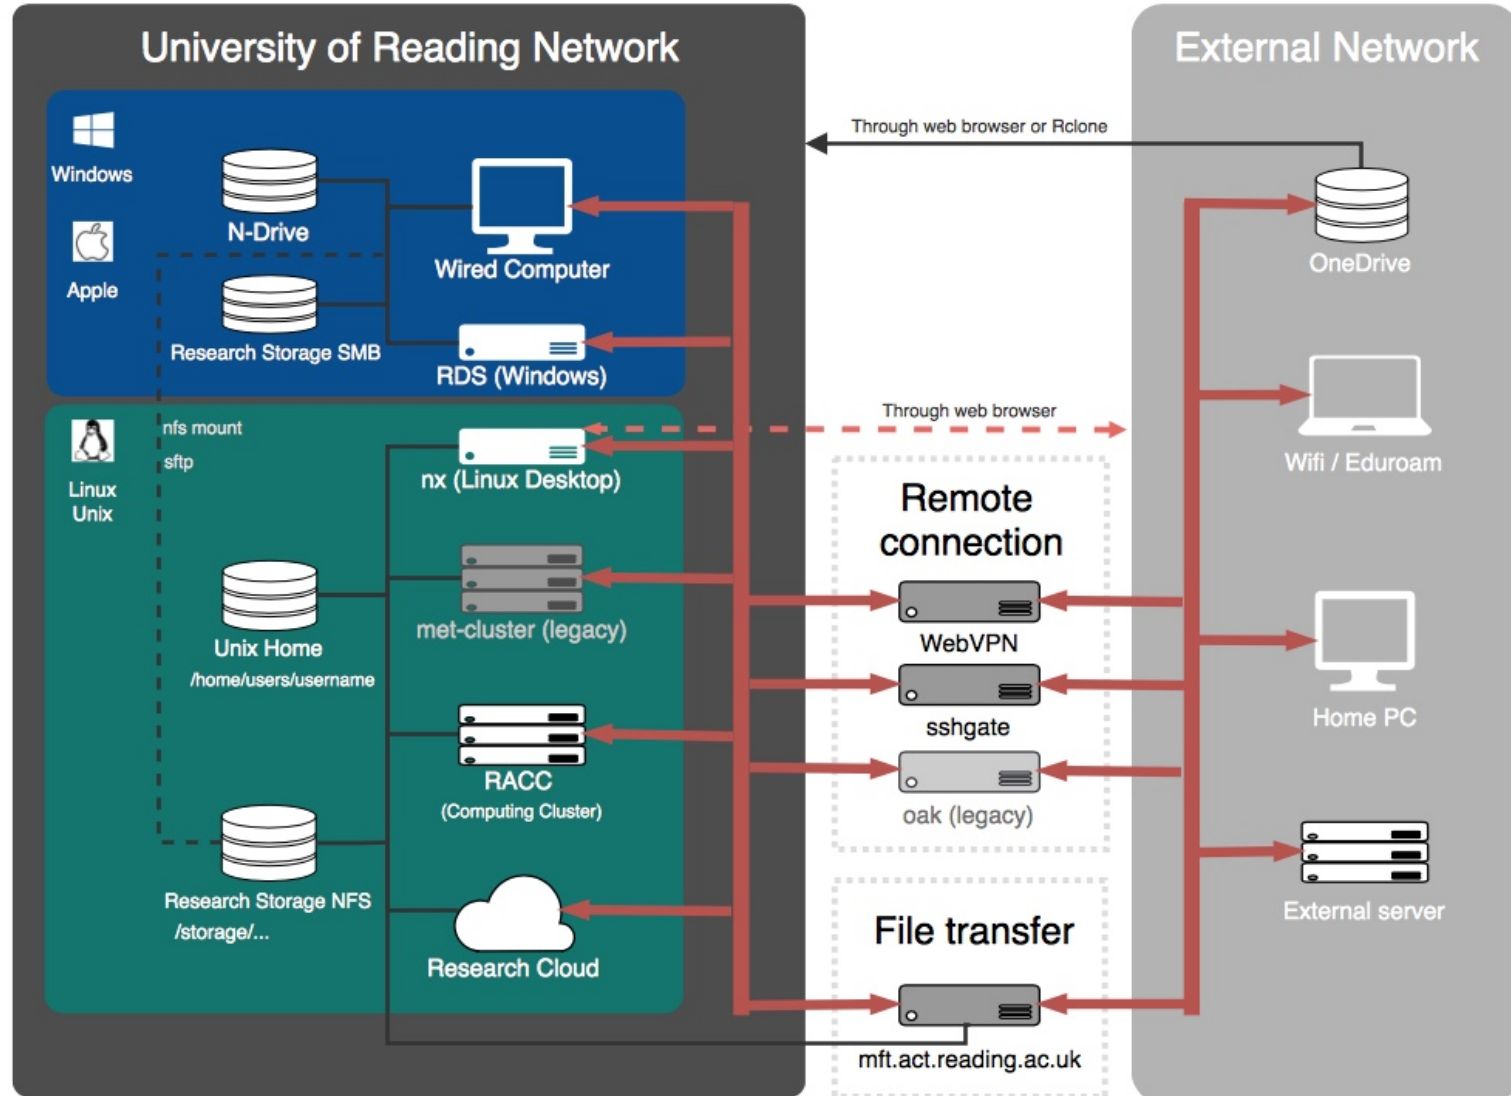 University of Reading Network
External Network
Windows
Apple
N-Drive
Research Storage SMB
Wired Computer
RDS (Windows)
Through web browser or Rclone
OneDrive
Linux
Unix
nfs mount
sftp
nx (Linux Desktop)
Through web browser
Wifi / Eduroam
Unix Home
/home/users/username
met-cluster (legacy)
Remote
connection
WebVPN
sshgate
oak (legacy)
Home PC
RACC
(Computing Cluster)
Research Storage NFS
/storage/...
Research Cloud
File transfer
mft.act.reading.ac.uk
External server